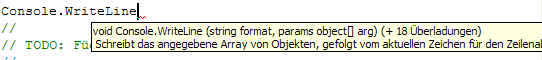 Console.WriteLine
void Console.WriteLine (string format, params object[] arg) (+ 18 Überladungen)
//
Schreibt das angegebene Array von Objekten, gefolgt vom aktuellen Zeichen für den
// TODO: Fü
//